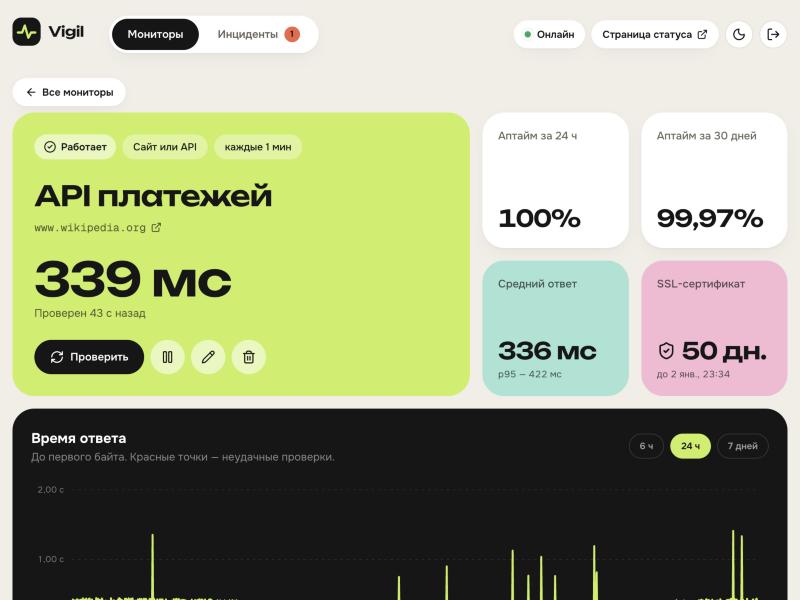 Vigil
Мониторы
Инциденты 1
Онлайн
Страница статуса
Все мониторы
Работает
Сайт или API
каждые 1 мин
API платежей
www.wikipedia.org
339 мс
Проверен 43 с назад
Проверить
Аптайм за 24 ч
100%
Аптайм за 30 дней
99,97%
Средний ответ
336 мс
p95 — 422 мс
SSL-сертификат
50 дн.
до 2 янв., 23:34
Время ответа
До первого байта. Красные точки — неудачные проверки.
6 ч
24 ч
7 дней
2,00 с
1,00 с